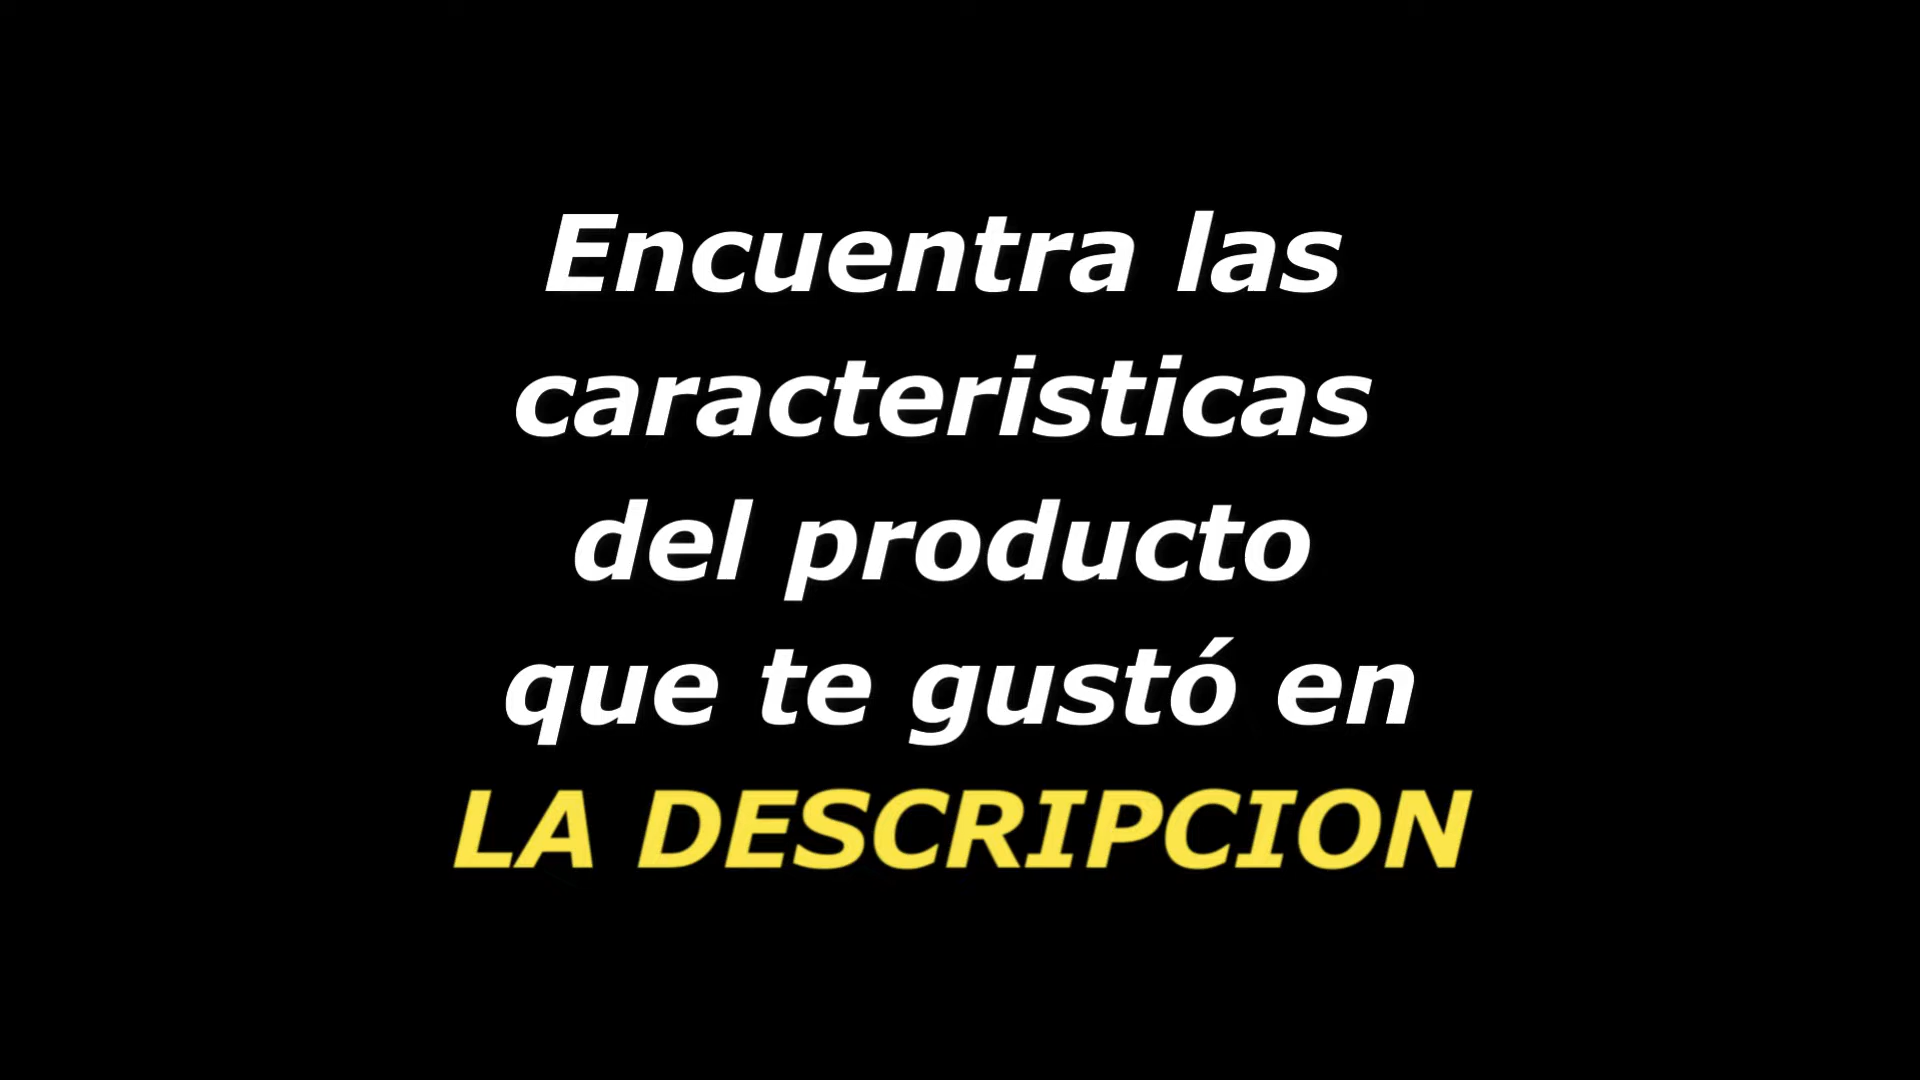 Encuentra las
caracteristicas
del producto
que te gustó en
LA DESCRIPCION